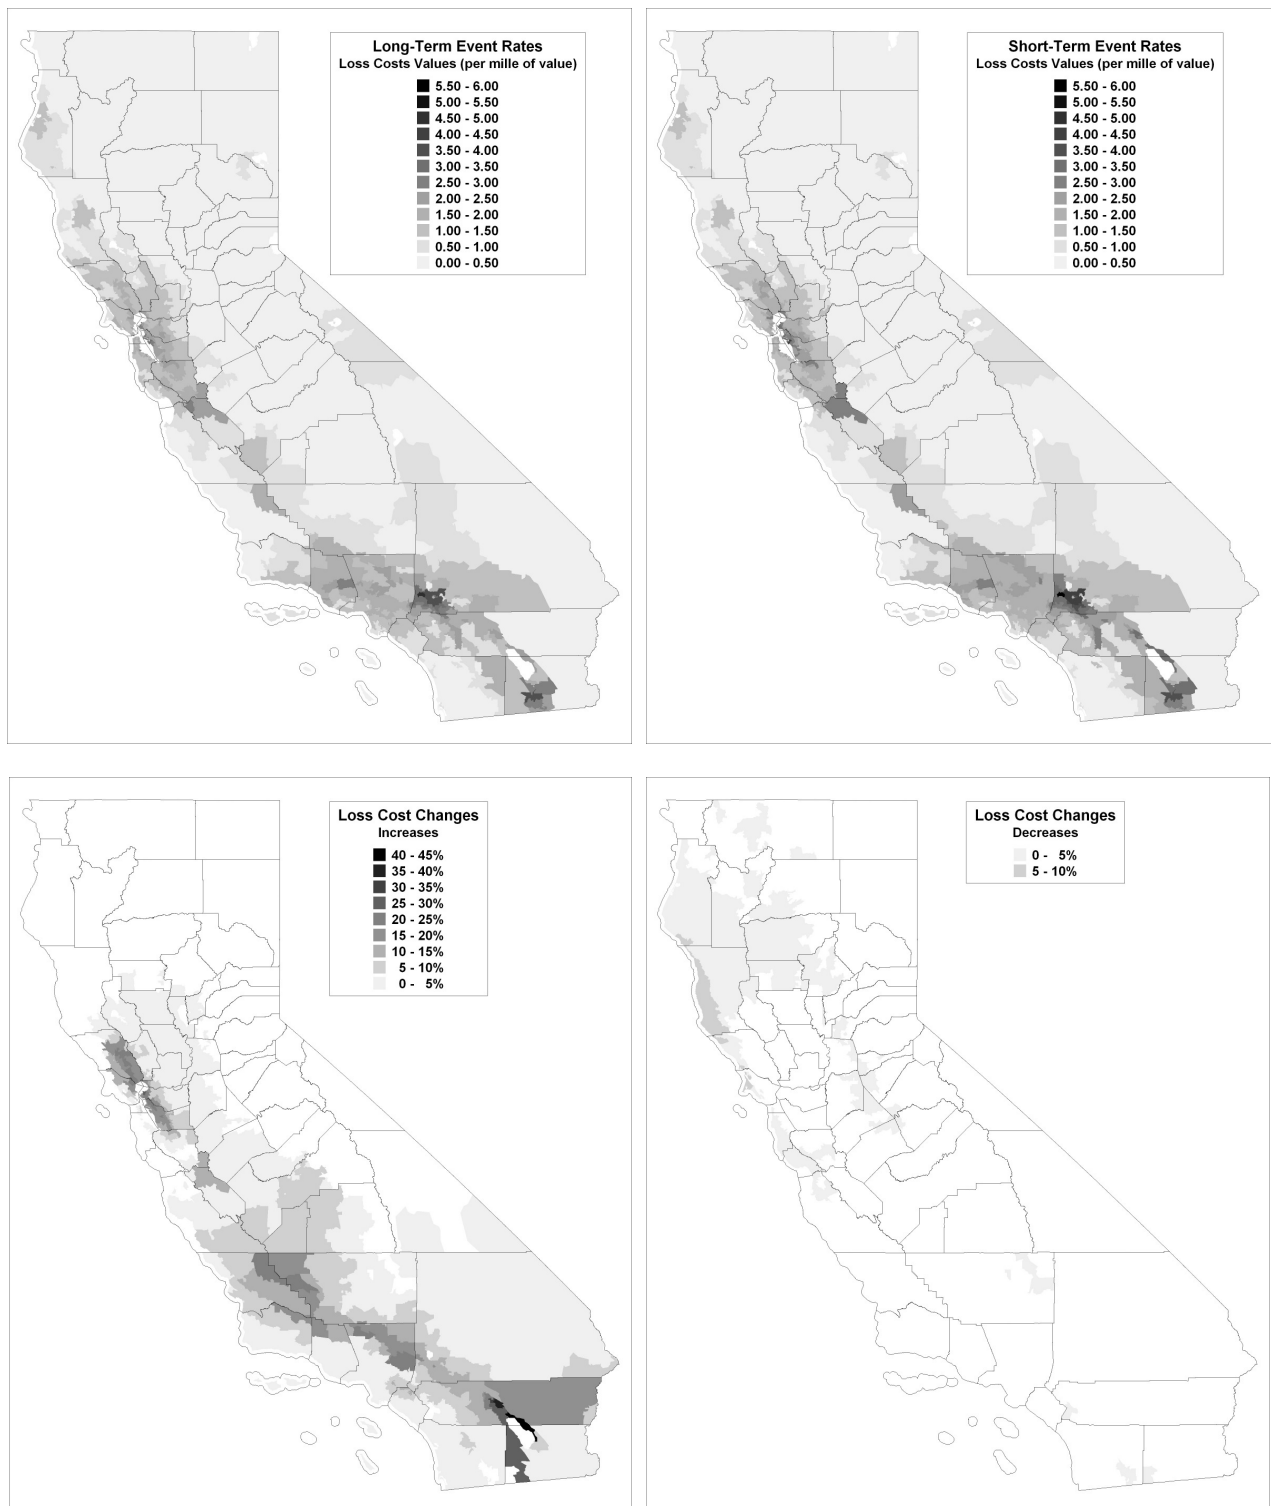 Long-Term Event Rates
Loss Costs Values (per mille of value)
5.50 - 6.00
5.00 - 5.50
4.50 - 5.00
4.00 - 4.50
3.50 - 4.00
3.00 - 3.50
2.50 - 3.00
2.00 - 2.50
1.50 - 2.00
1.00 - 1.50
0.50 - 1.00
0.00 - 0.50
Short-Term Event Rates
Loss Costs Values (per mille of value)
5.50 - 6.00
5.00 - 5.50
4.50 - 5.00
4.00 - 4.50
3.50 - 4.00
3.00 - 3.50
2.50 - 3.00
2.00 - 2.50
1.50 - 2.00
1.00 - 1.50
0.50 - 1.00
0.00 - 0.50
Loss Cost Changes
Increases
40 - 45%
35 - 40%
30 - 35%
25 - 30%
20 - 25%
15 - 20%
10 - 15%
5 - 10%
0 - 5%
Loss Cost Changes
Decreases
0 - 5%
5 - 10%